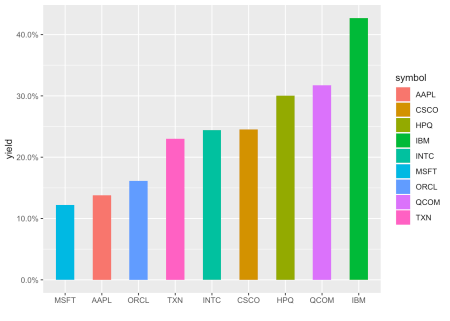 yield
40.0%
30.0%
20.0%
10.0%
0.0%
MSFT AAPL ORCL TXN INTC CSCO HPQ QCOM IBM
symbol
AAPL
CSCO
HPQ
IBM
INTC
MSFT
ORCL
QCOM
TXN